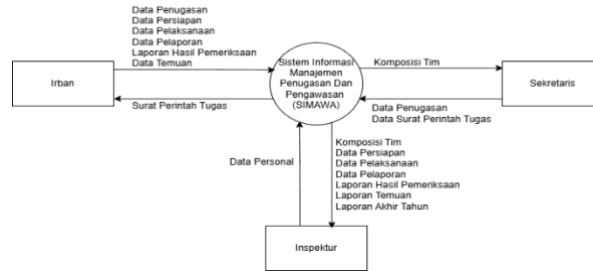 Data Penugasan
Data Persiapan
Data Pelaksanaan
Data Pelaporan
Laporan Hasil Pemeriksaan
Data Temuan
Irban
Surat Perintah Tugas
Sistem Informasi
Manajemen
Penugasan Dan
Pengawasan
(SIMAWA)
Komposisi Tim
Sekretaris
Data Penugasan
Data Surat Perintah Tugas
Data Personal
Komposisi Tim
Data Persiapan
Data Pelaksanaan
Data Pelaporan
Laporan Hasil Pemeriksaan
Laporan Temuan
Laporan Akhir Tahun
Inspektur